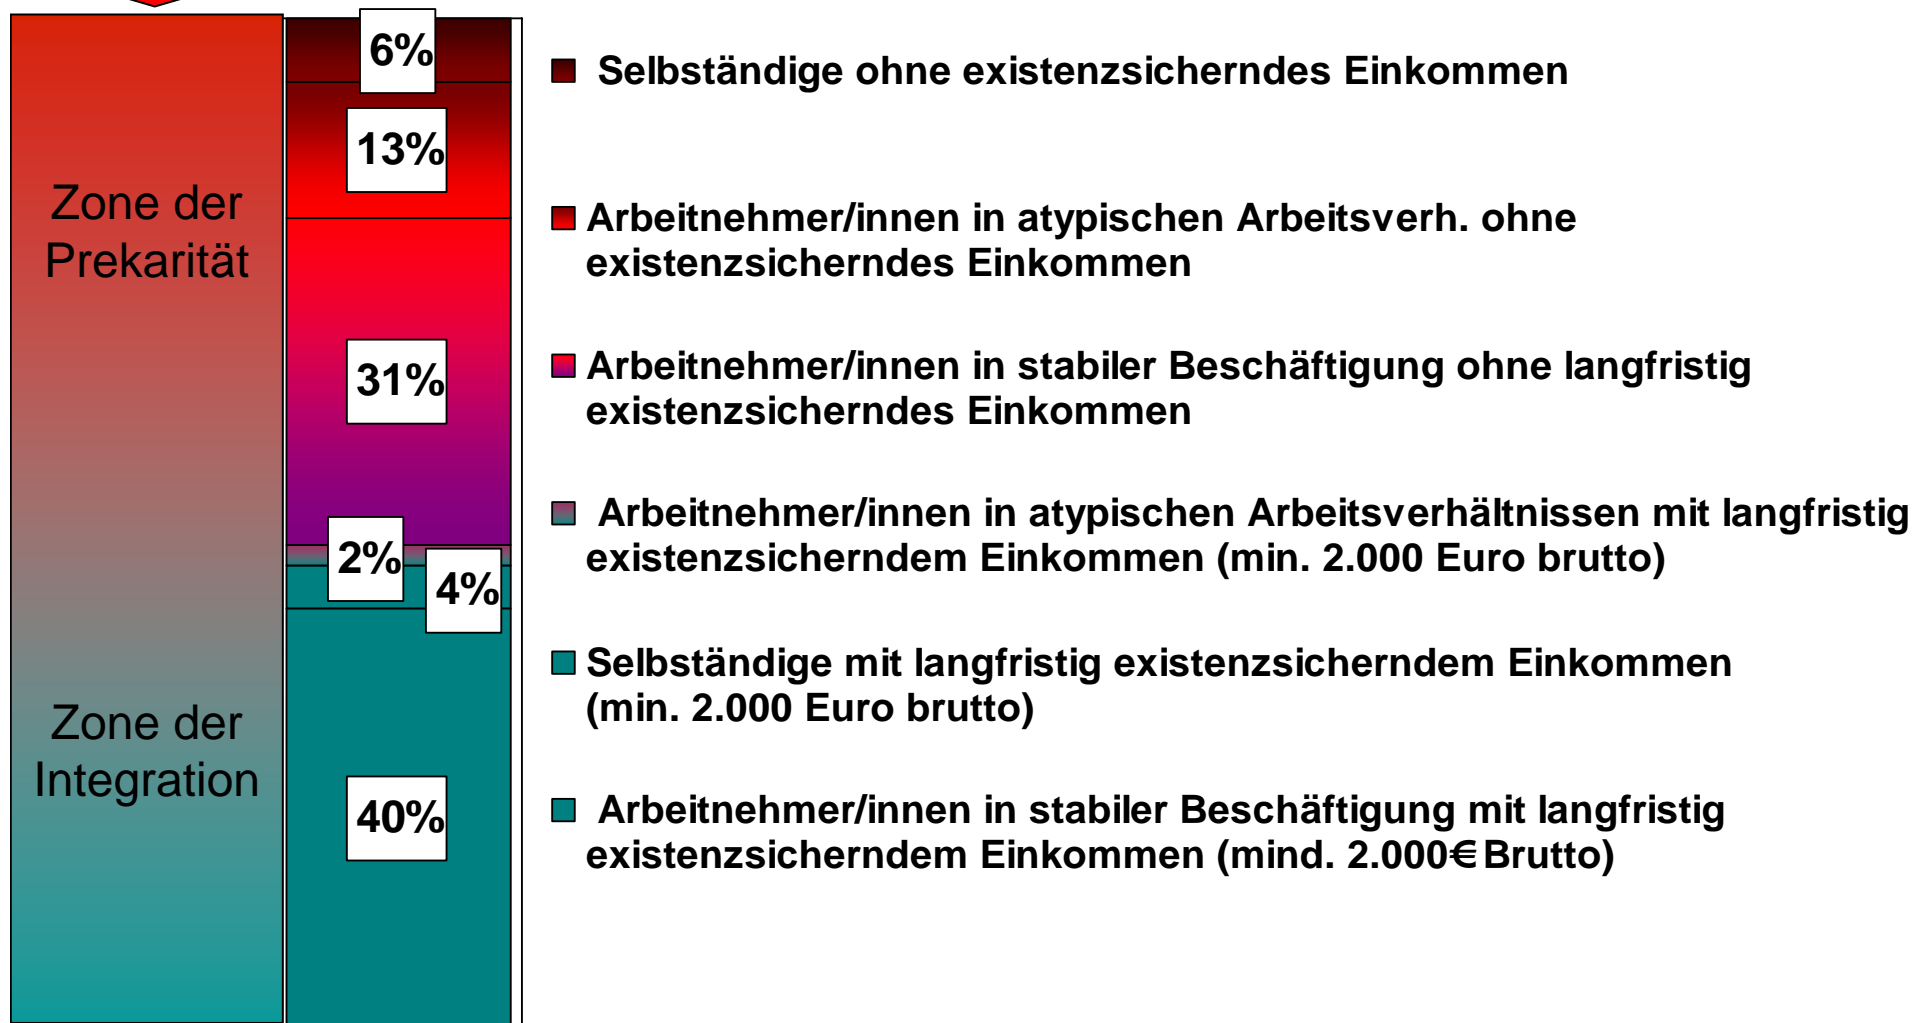 6%
Selbständige ohne existenzsicherndes Einkommen
13%
Zone der
Prekarität
Arbeitnehmer/innen in atypischen Arbeitsverh. ohne
existenzsicherndes Einkommen
31%
Arbeitnehmer/innen in stabiler Beschäftigung ohne langfristig
existenzsicherndes Einkommen
2%
4%
Arbeitnehmer/innen in atypischen Arbeitsverhältnissen mit langfristig
existenzsicherndem Einkommen (min. 2.000 Euro brutto)
Selbständige mit langfristig existenzsicherndem Einkommen
(min. 2.000 Euro brutto)
Zone der
Integration
40%
Arbeitnehmer/innen in stabiler Beschäftigung mit langfristig
existenzsicherndem Einkommen (mind. 2.000€ Brutto)